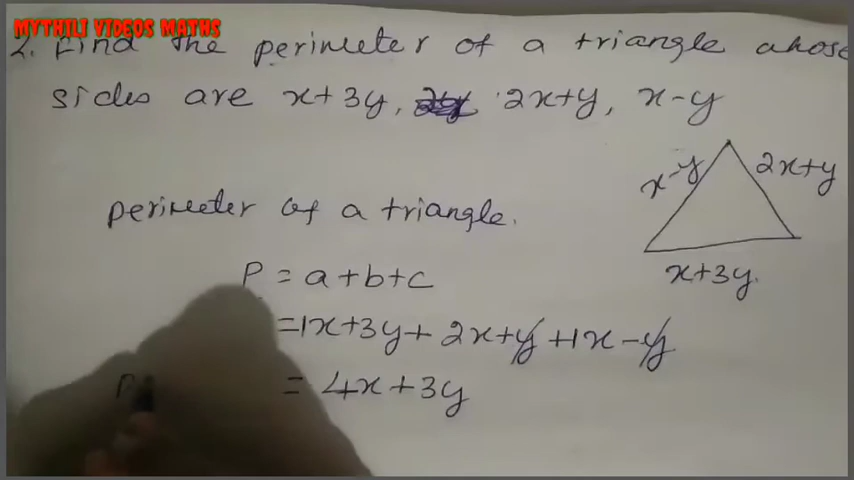 MYTHILI VIDEOS MATHS
2. Find the perimeter of a triangle whose
sides are x+3y, 2x+y, x-y
x-y
2x+y
x+3y.
perimeter of a triangle.
P = a+b+c
=1x+3y+ 2x+y +1x-y
= 4x+3y